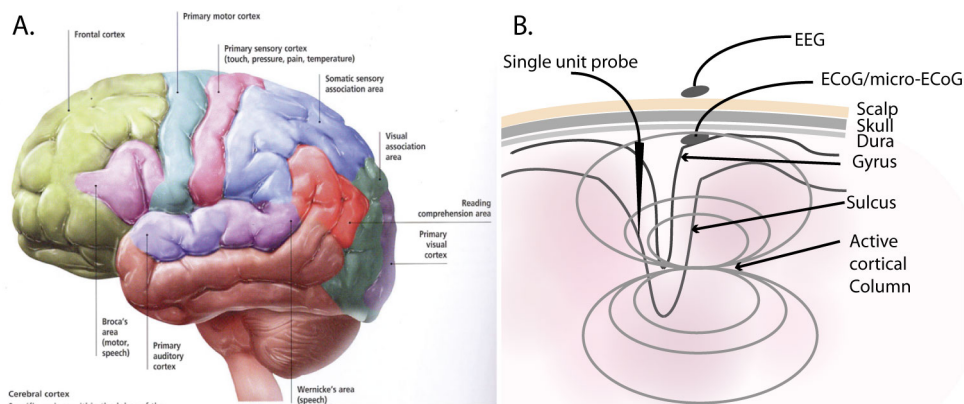 A.
Frontal cortex
Primary motor cortex
Primary sensory cortex
(touch, pressure, pain, temperature)
Somatic sensory
association area
Visual
association
area
Reading
comprehension area
Primary
visual
cortex
Broca's
area
(motor,
speech)
Primary
auditory
cortex
Wernicke's area
(speech)
Cerebral cortex
B.
Single unit probe
EEG
ECoG/micro-ECoG
Scalp
Skull
Dura
Gyrus
Sulcus
Active
cortical
Column